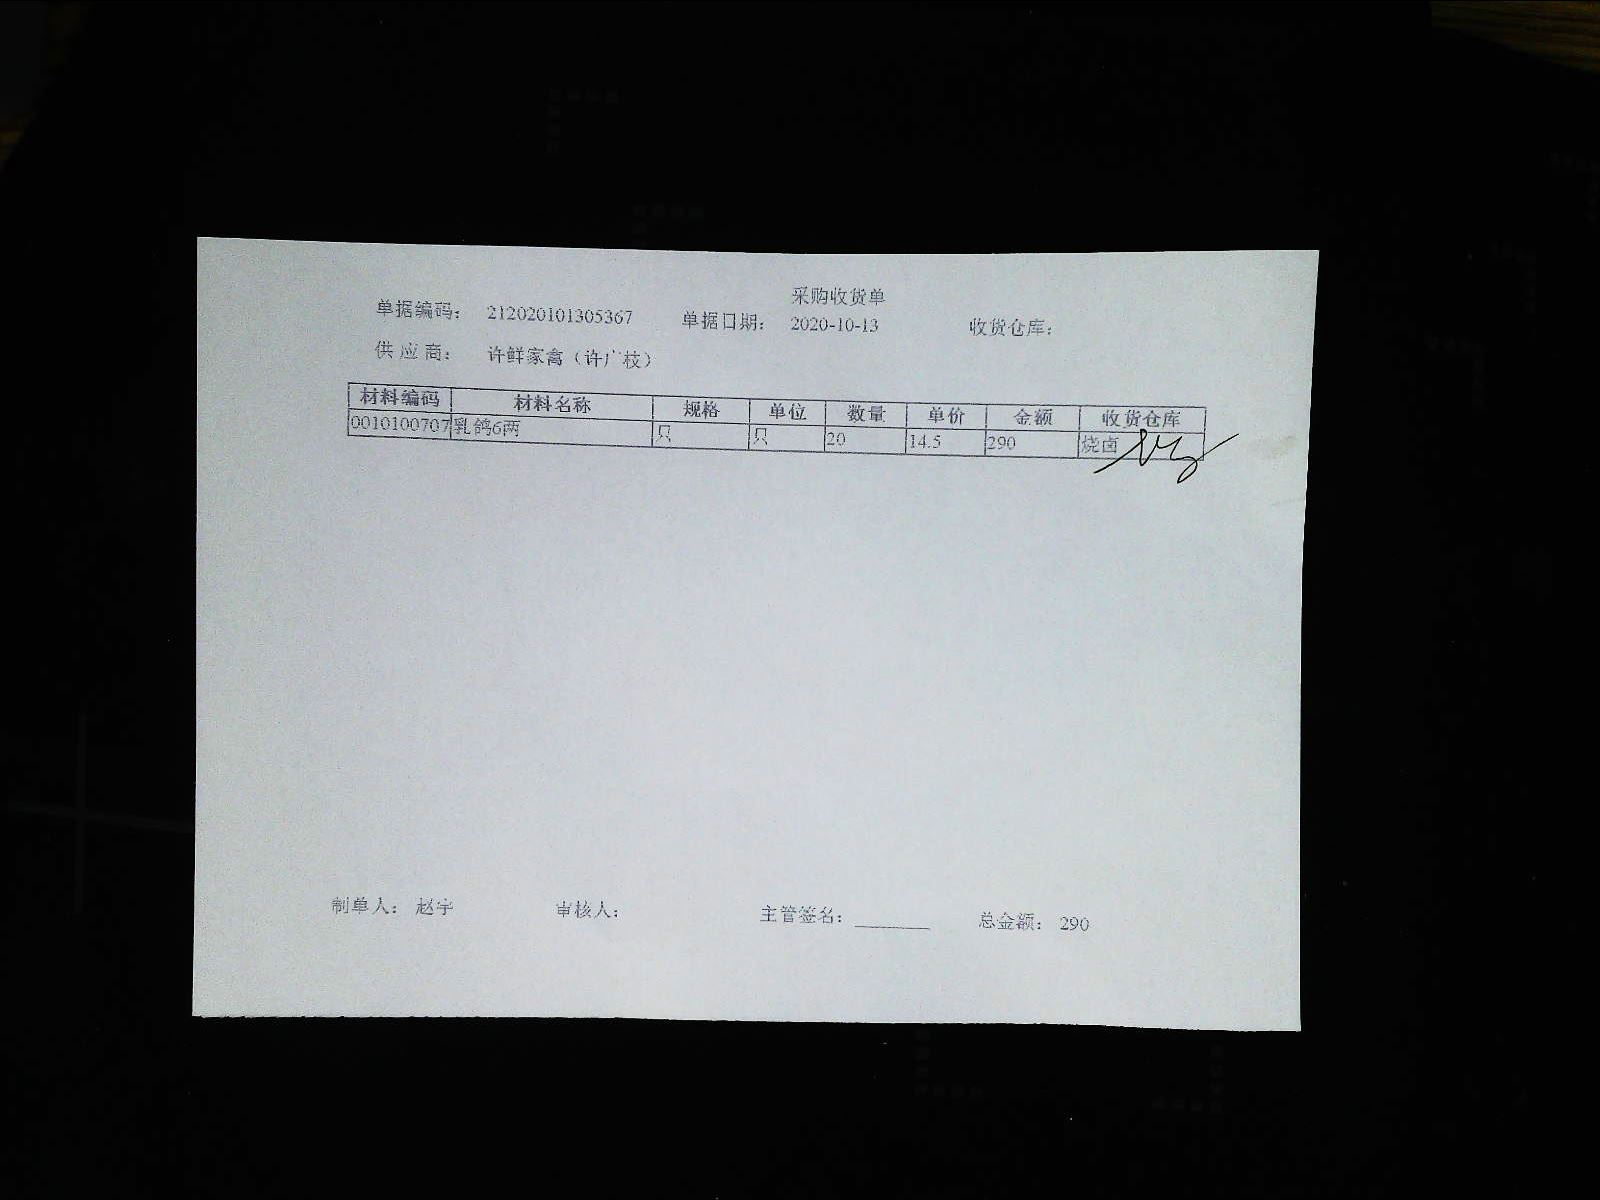 采购收货单
单据编码： 212020101305367 单据日期： 2020-10-13 收货仓库：
供 应 商： 许鲜家禽（许广枝）
材料编码 材料名称 规格 单位 数量 单价 金额 收货仓库
0010100707 乳鸽6两 只 只 20 14.5 290 烧卤
制单人： 赵宇 审核人： 主管签名： 总金额： 290